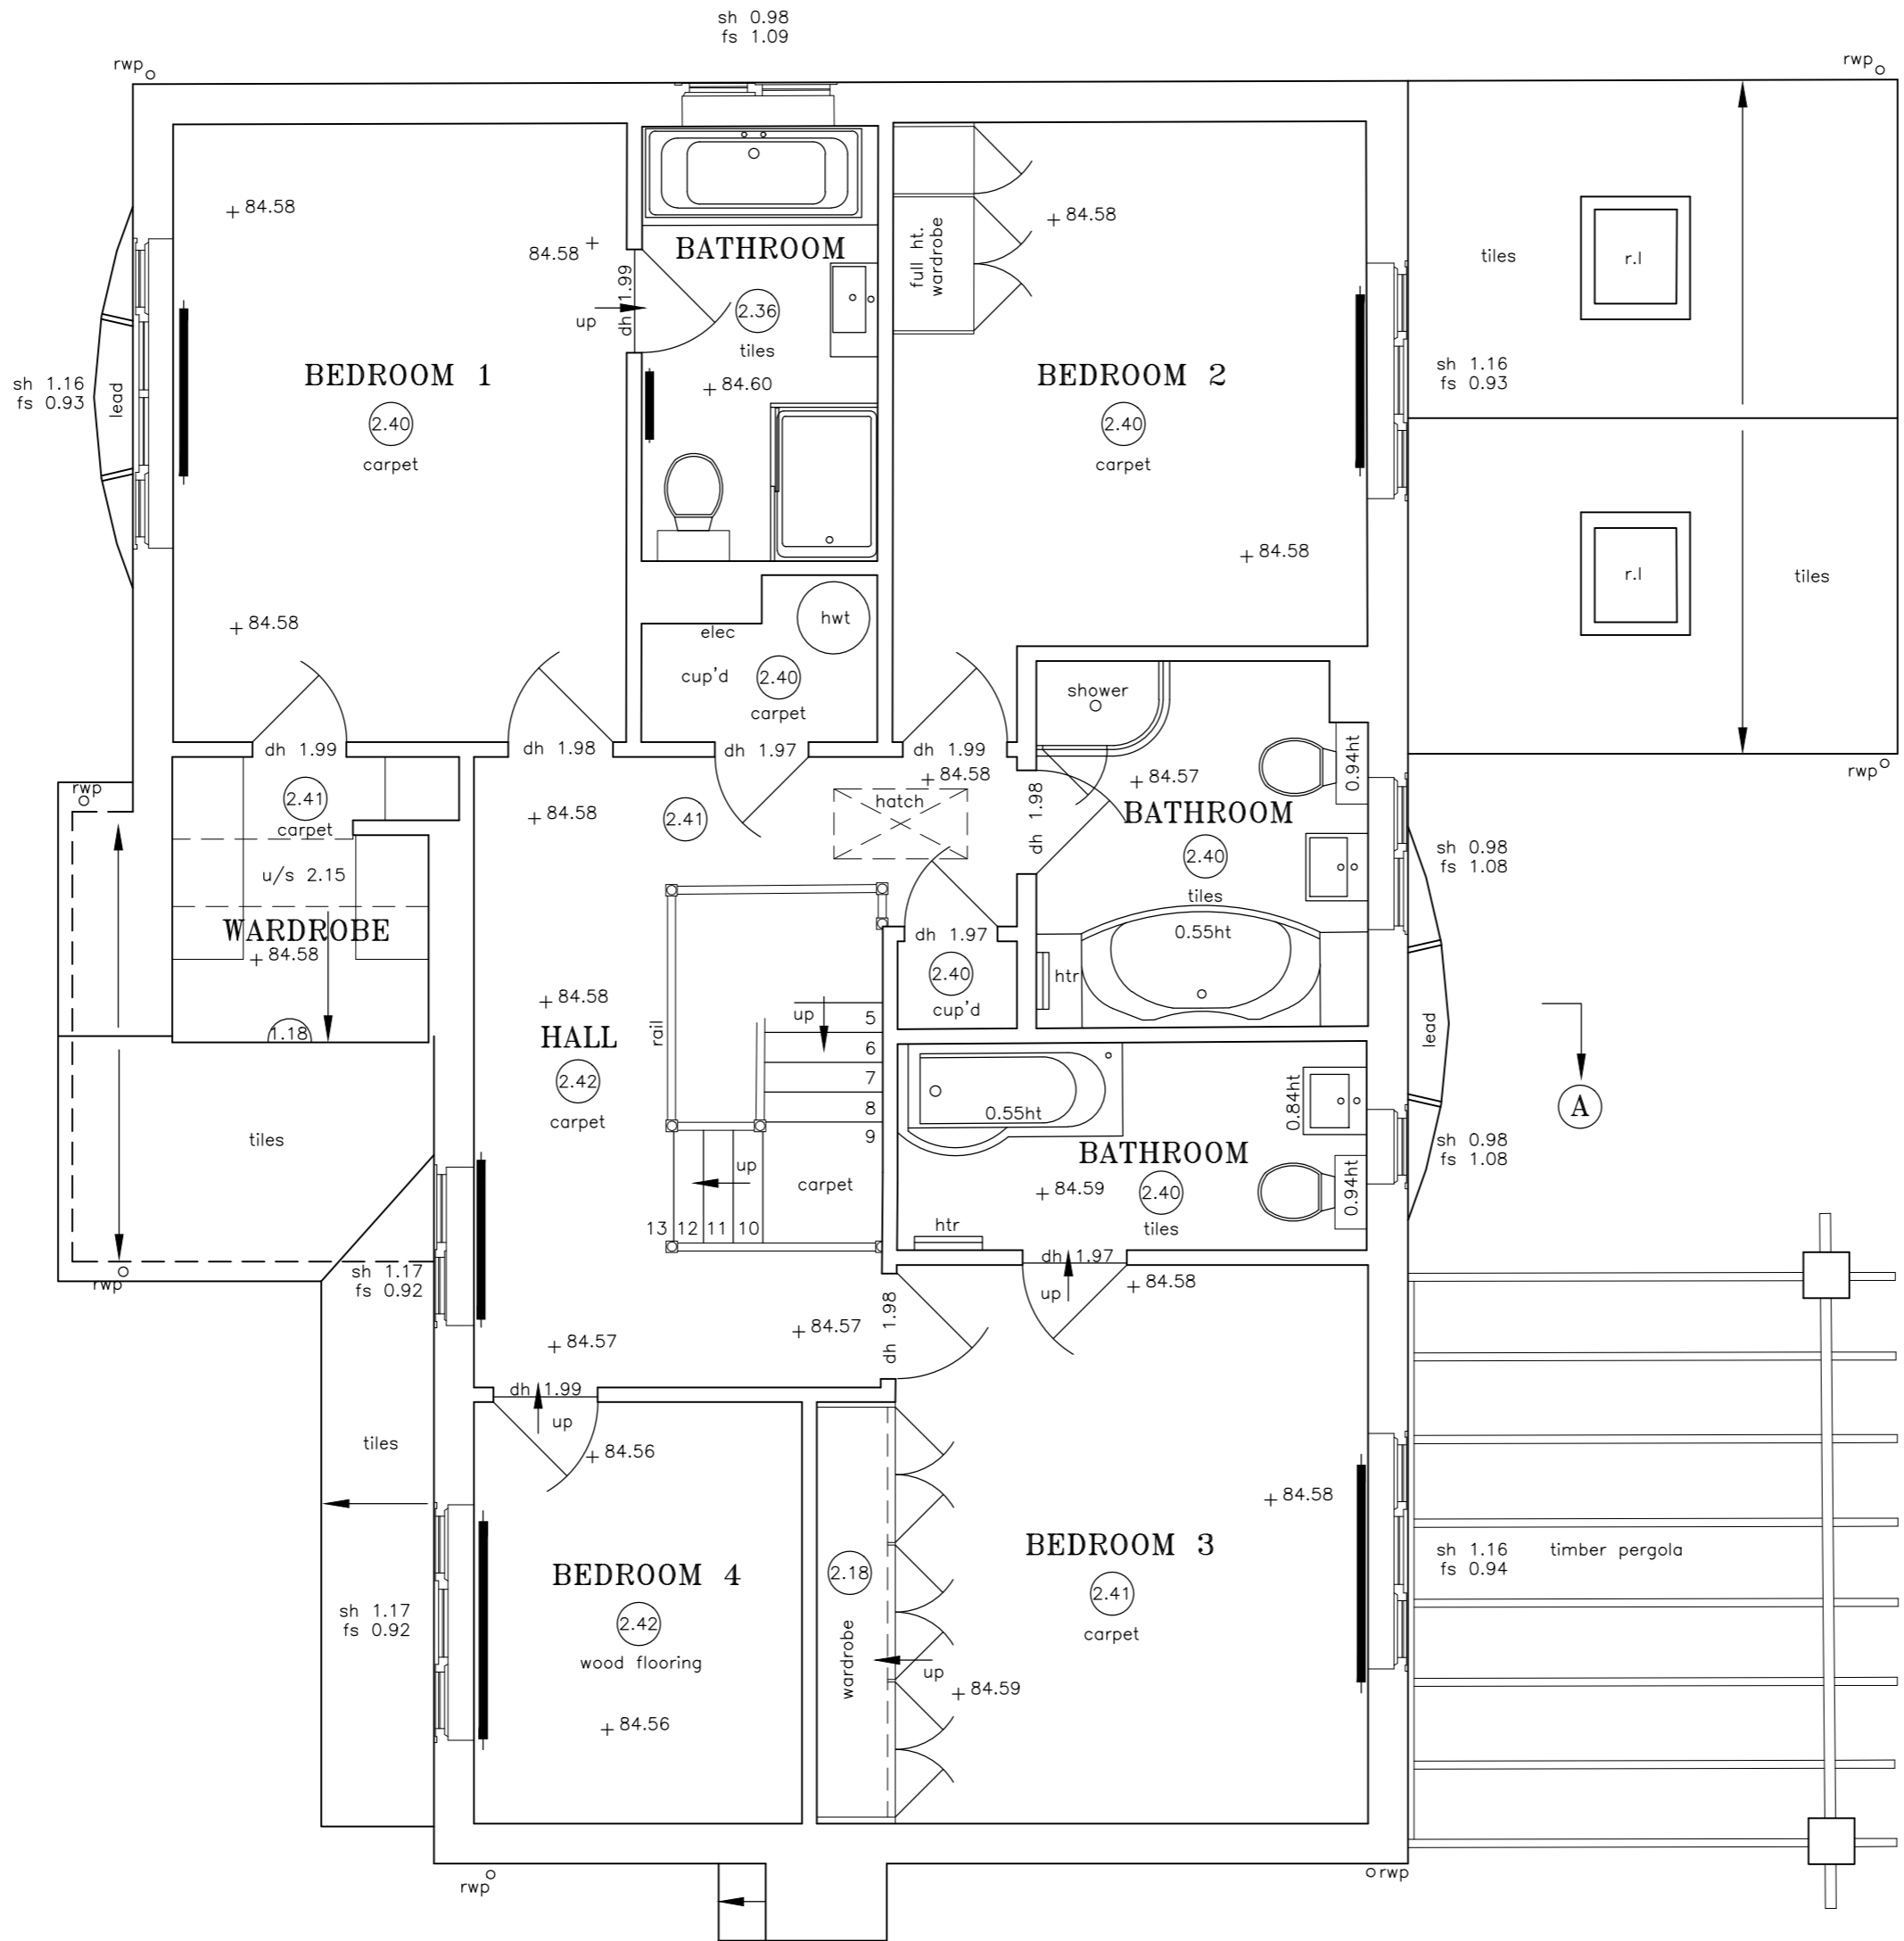 sh 0.98
fs 1.09
rwp
rwp
84.58
84.58
BATHROOM
2.36
tiles
84.60
dh 1.99
up
BEDROOM 1
2.40
carpet
sh 1.16
fs 0.93
lead
84.58
full ht.
wardrobe
84.58
BEDROOM 2
2.40
carpet
84.58
tiles
r.l
sh 1.16
fs 0.93
r.l
tiles
rwp
elec
hwt
cup'd
2.40
carpet
dh 1.99
dh 1.98
dh 1.97
dh 1.99
84.58
shower
84.57
0.94ht
BATHROOM
2.40
tiles
0.55ht
htr
dh 1.98
sh 0.98
fs 1.08
rwp
2.41
carpet
u/s 2.15
WARDROBE
84.58
1.18
84.58
2.41
hatch
dh 1.97
2.40
cup'd
84.58
HALL
2.42
carpet
rail
up
5
6
7
8
9
up
carpet
13
12
11
10
lead
A
0.55ht
0.84ht
BATHROOM
84.59
2.40
tiles
0.94ht
htr
dh 1.97
up
sh 0.98
fs 1.08
tiles
rwp
sh 1.17
fs 0.92
84.57
84.57
dh 1.98
84.58
dh 1.99
up
84.56
tiles
BEDROOM 4
2.42
wood flooring
84.56
sh 1.17
fs 0.92
2.18
wardrobe
up
84.58
BEDROOM 3
2.41
carpet
84.59
sh 1.16
fs 0.94
timber pergola
rwp
rwp